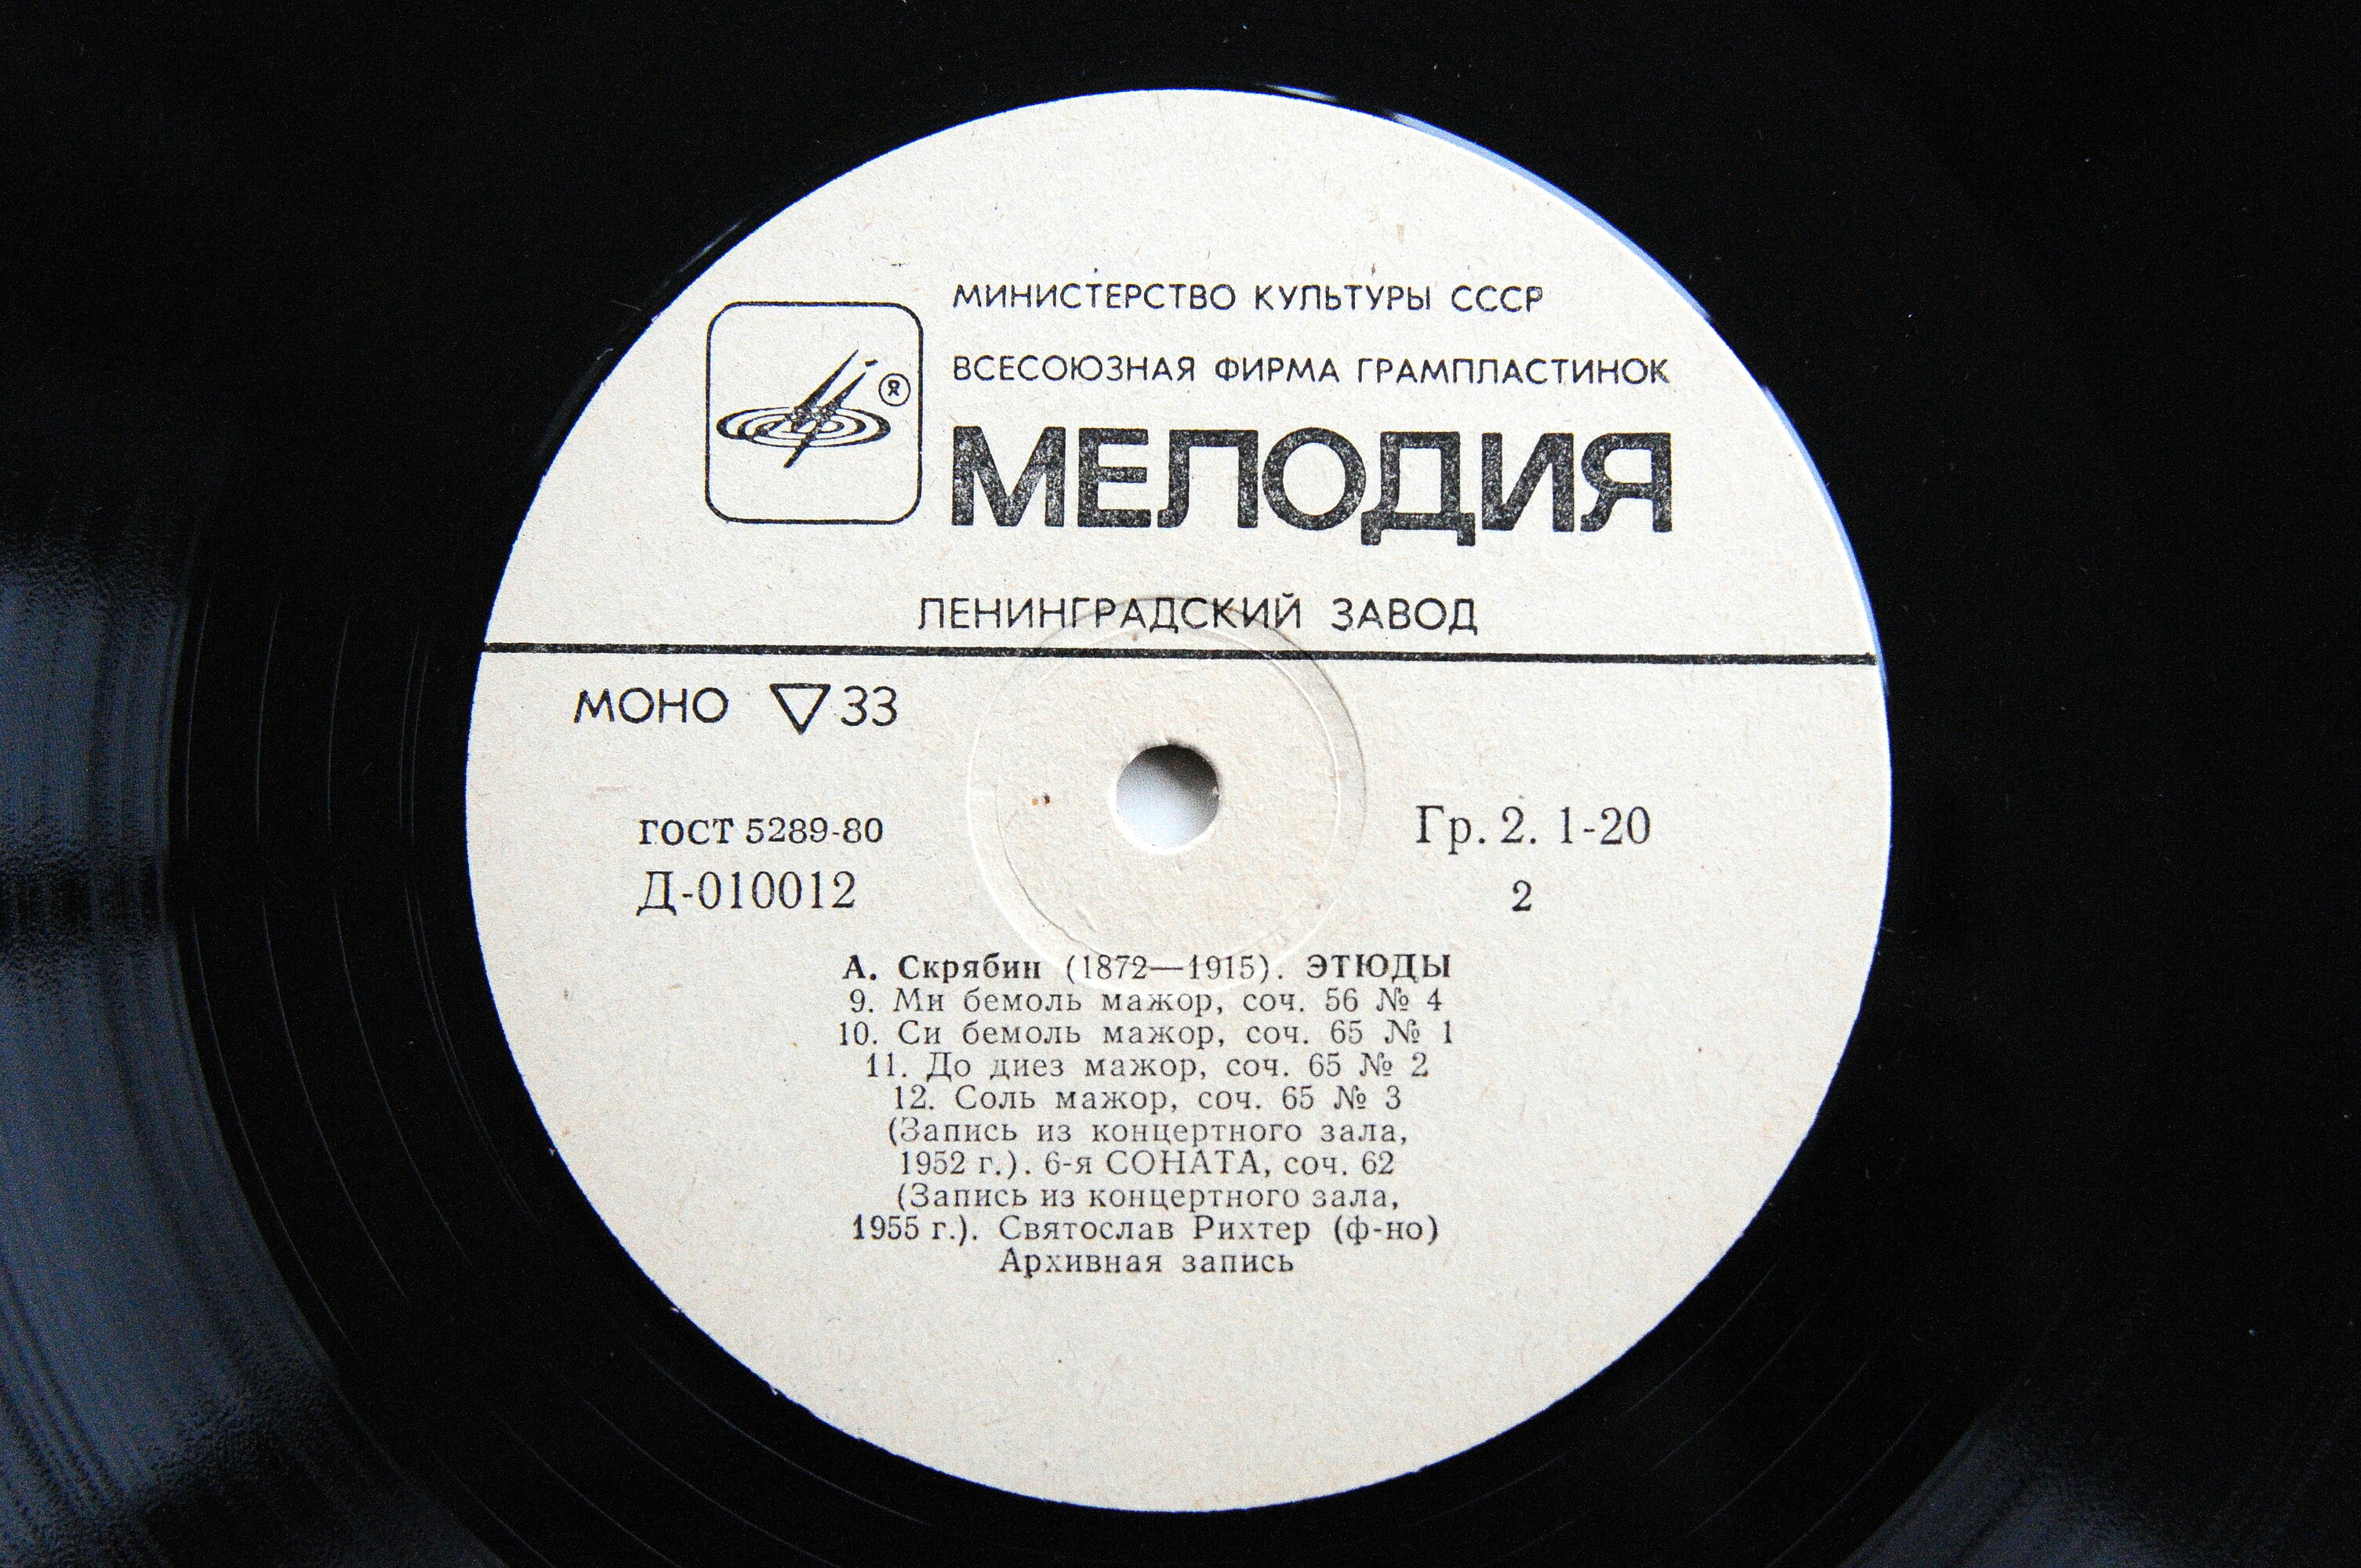 МИНИСТЕРСТВО КУЛЬТУРЫ СССР
ВСЕСОЮЗНАЯ ФИРМА ГРАМПЛАСТИНОК
®
МЕЛОДИЯ
ЛЕНИНГРАДСКИЙ ЗАВОД
МОНО ▽33
ГОСТ 5289-80
Гр. 2. 1-20
Д-010012
2
А. Скрябин (1872—1915). ЭТЮДЫ
9. Ми бемоль мажор, соч. 56 № 4
10. Си бемоль мажор, соч. 65 № 1
11. До диез мажор, соч. 65 № 2
12. Соль мажор, соч. 65 № 3
(Запись из концертного зала,
1952 г.). 6-я СОНАТА, соч. 62
(Запись из концертного зала,
1955 г.). Святослав Рихтер (ф-но)
Архивная запись